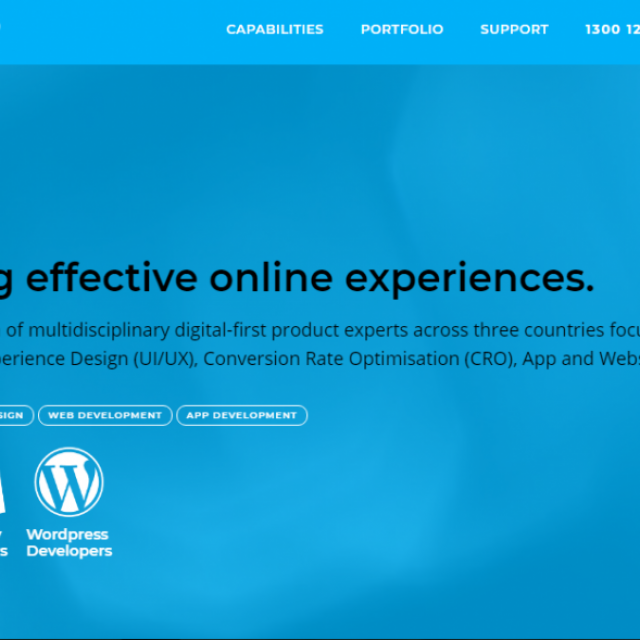 CAPABILITIES PORTFOLIO SUPPORT 1300 12
g effective online experiences.
of multidisciplinary digital-first product experts across three countries focu
perience Design (UI/UX), Conversion Rate Optimisation (CRO), App and Webs
SIGN WEB DEVELOPMENT APP DEVELOPMENT
Wordpress
Developers